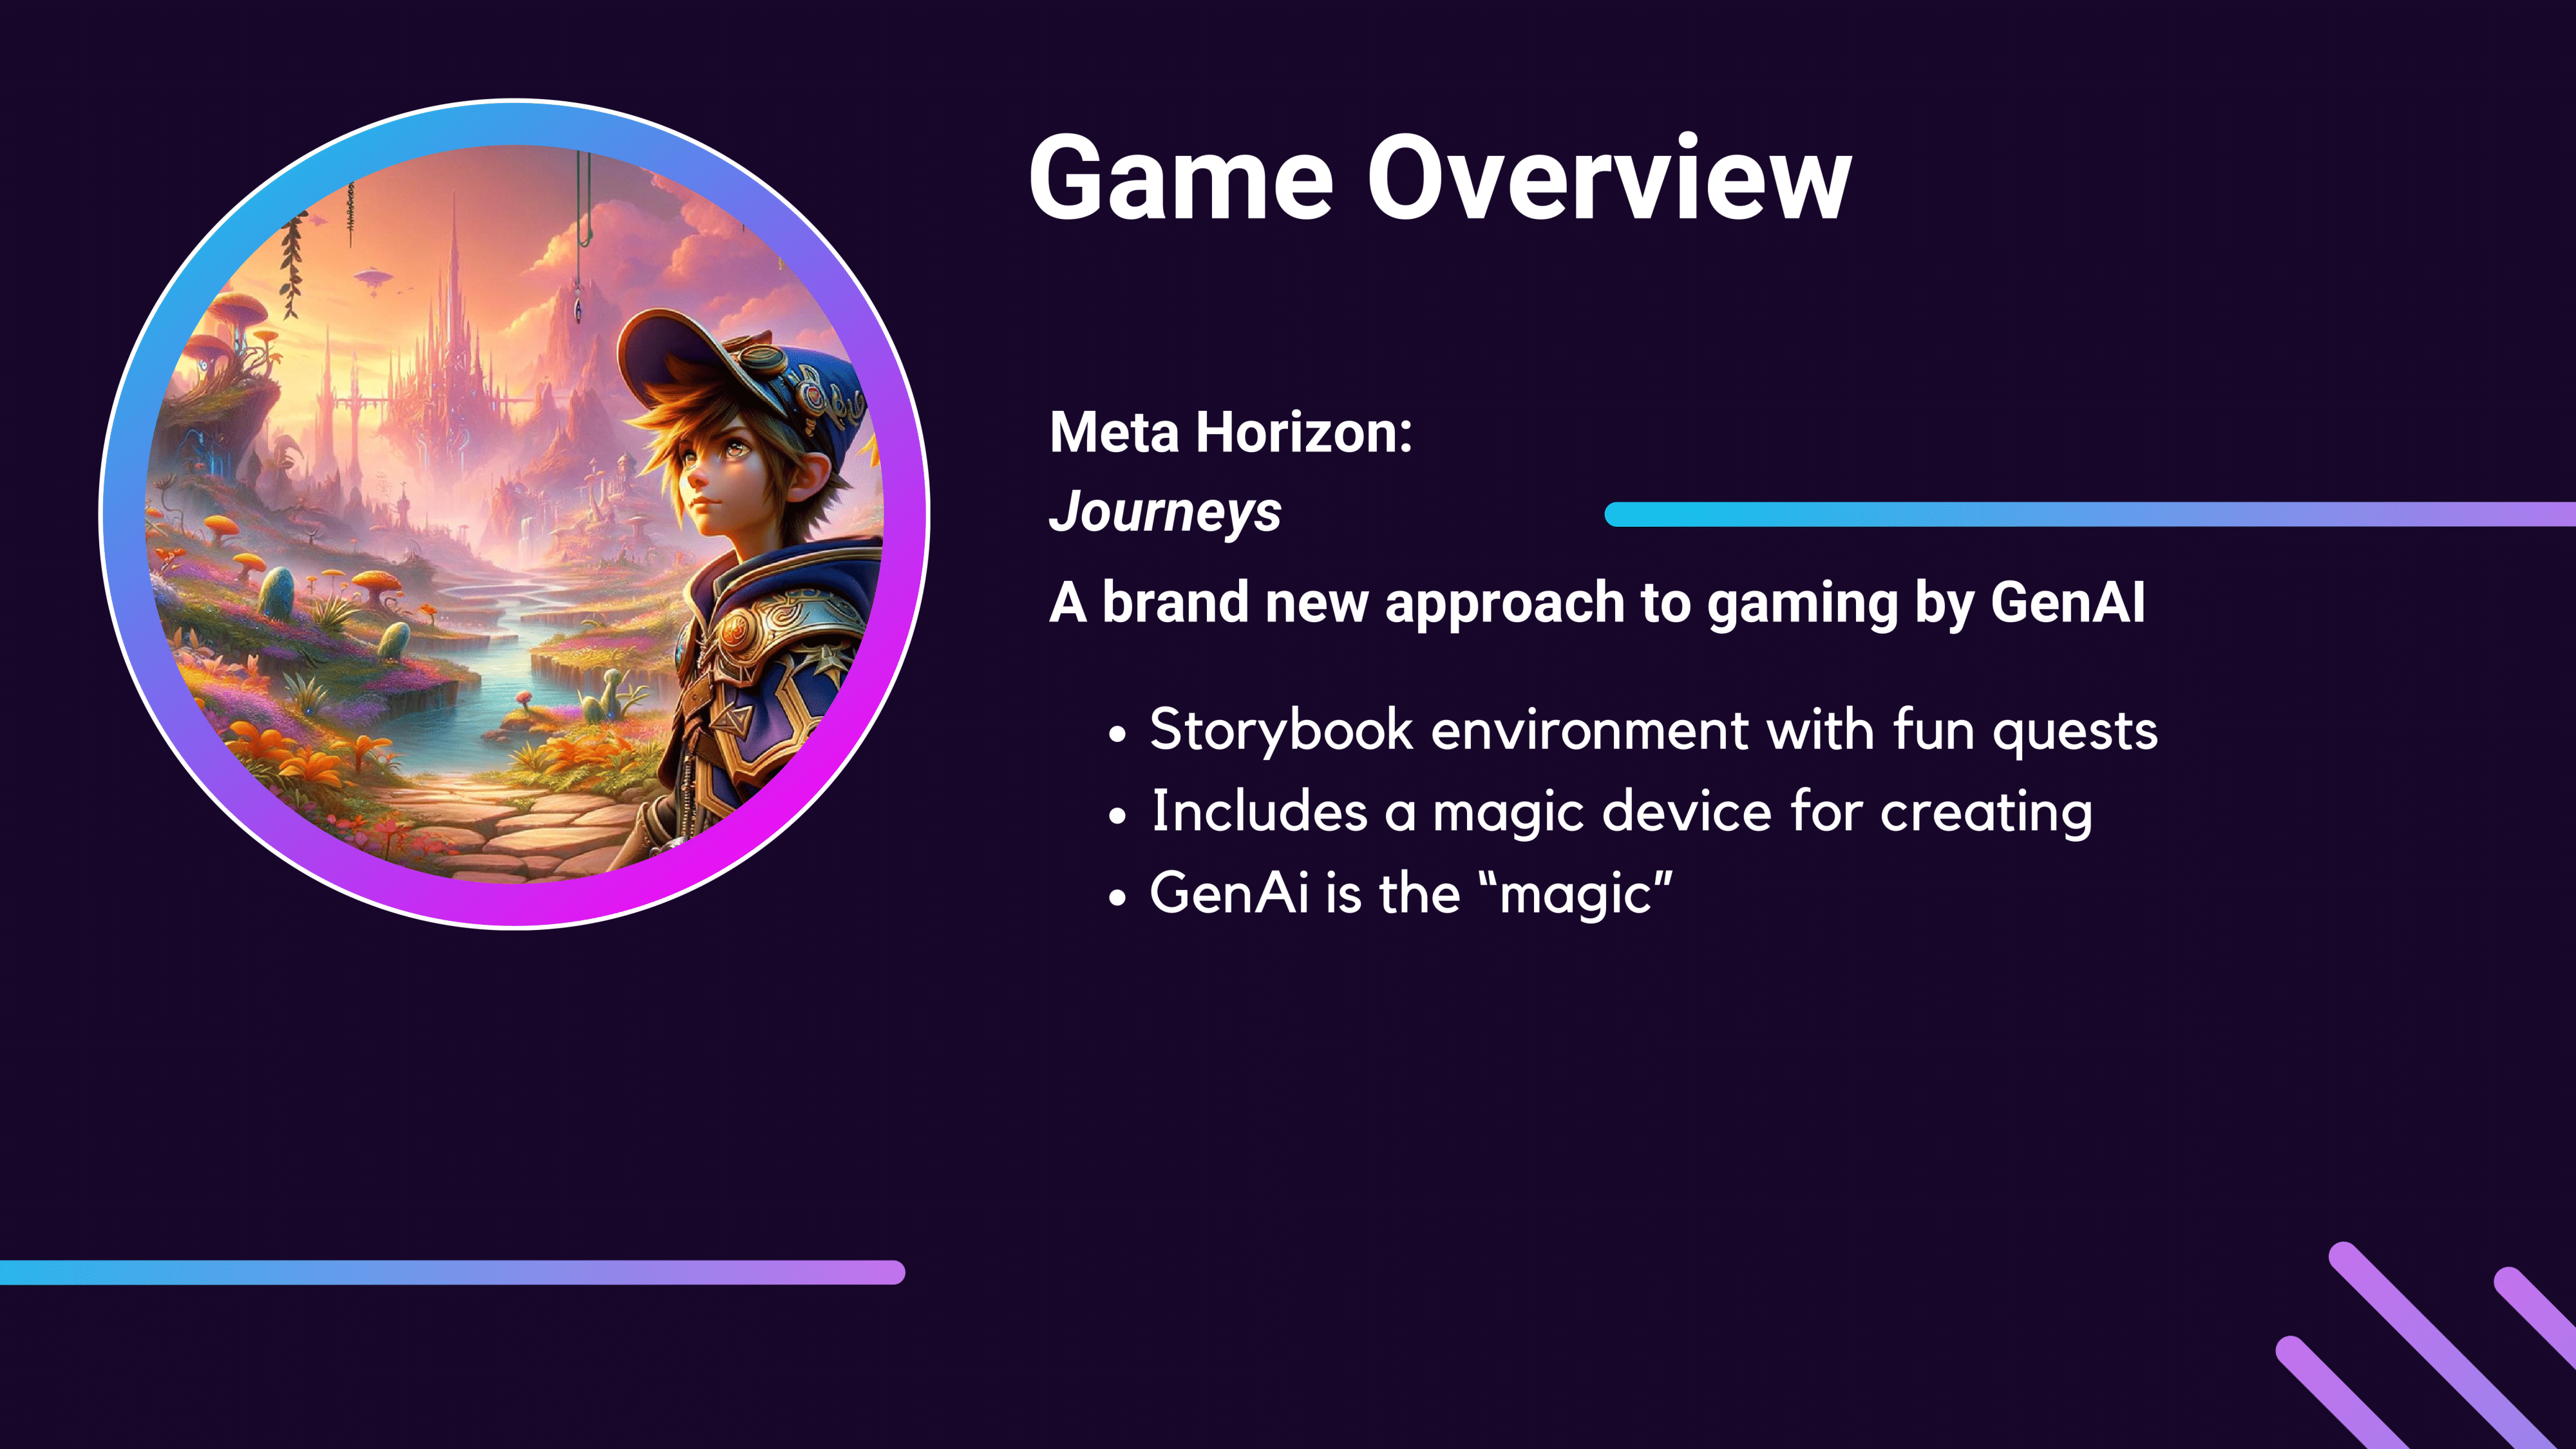 Game Overview
Meta Horizon:
Journeys
A brand new approach to gaming by GenAI
• Storybook environment with fun quests
• Includes a magic device for creating
• GenAi is the “magic”